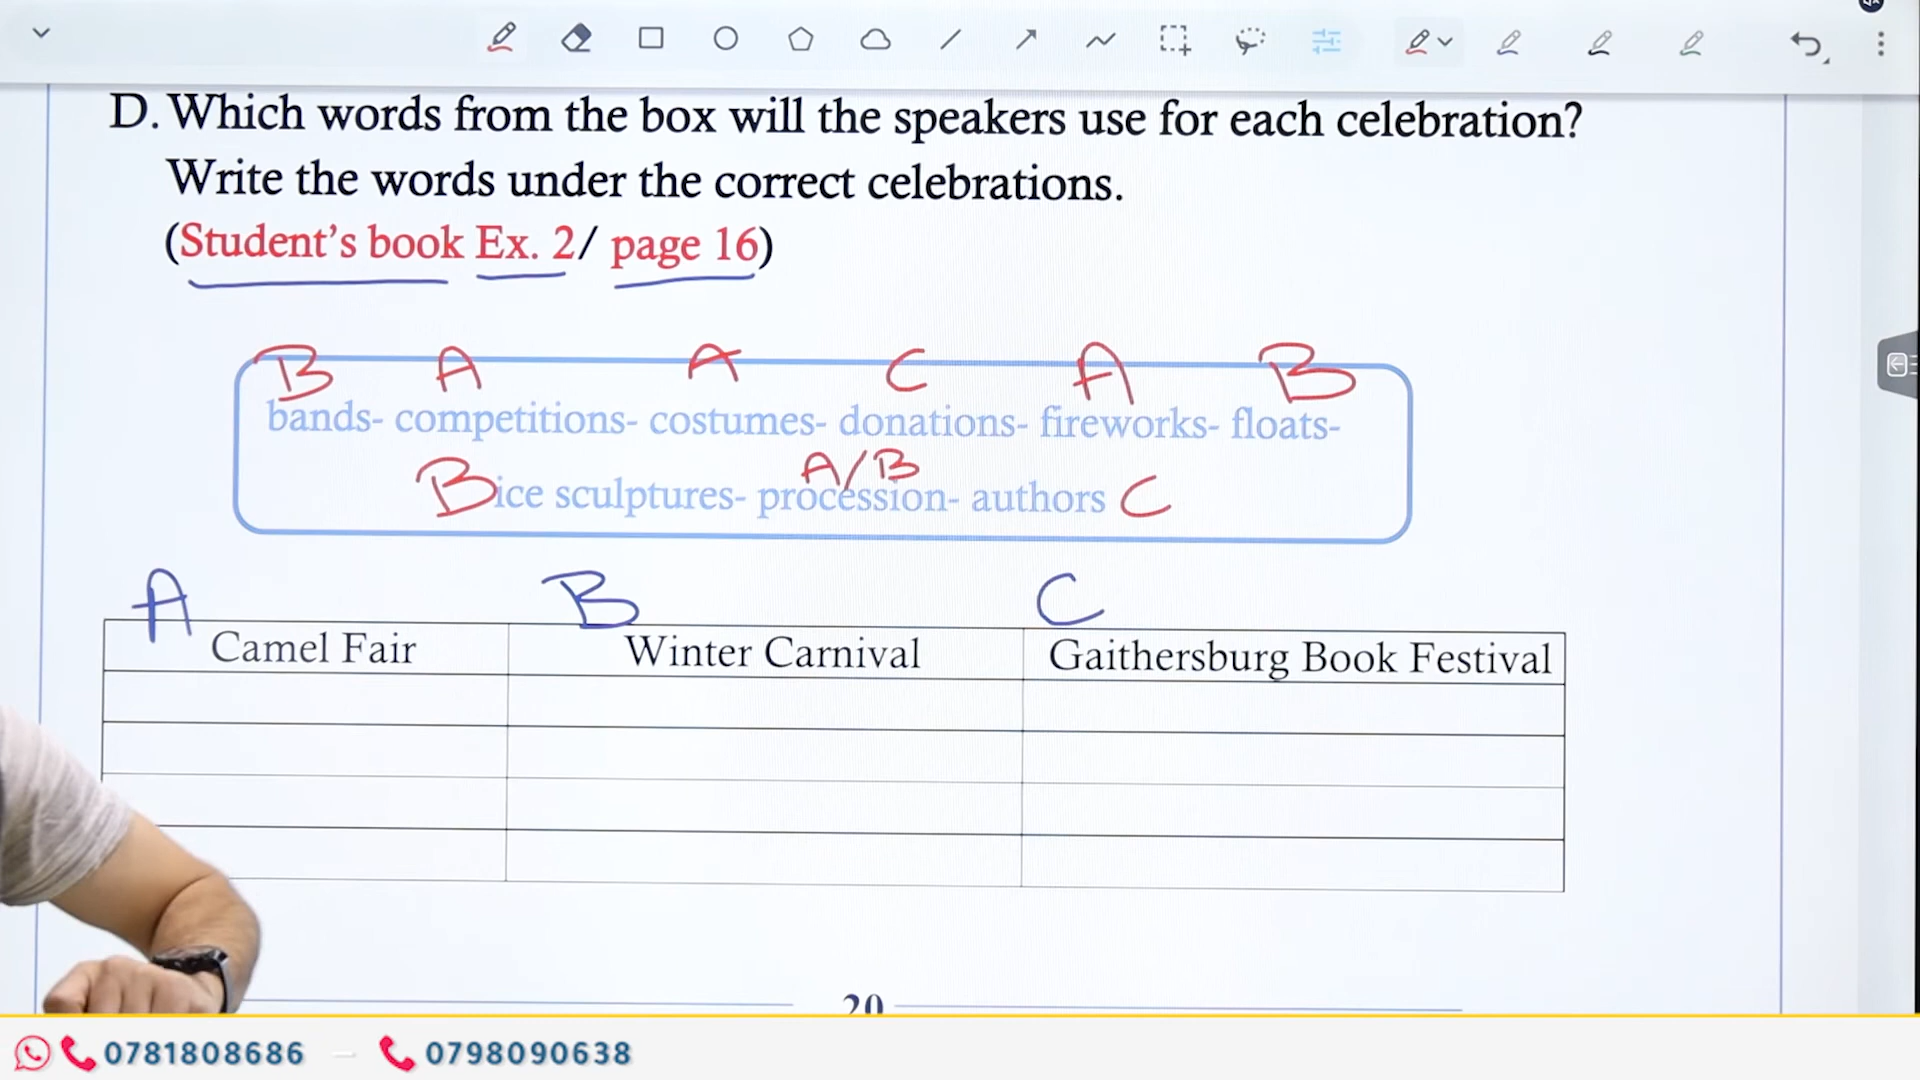 D. Which words from the box will the speakers use for each celebration?
Write the words under the correct celebrations.
(Student's book Ex. 2/ page 16)
B A A C A B
bands- competitions- costumes- donations- fireworks- floats-
A/B
B ice sculptures- procession- authors C
A B C
Camel Fair Winter Carnival Gaithersburg Book Festival
20
0781808686 – 0798090638